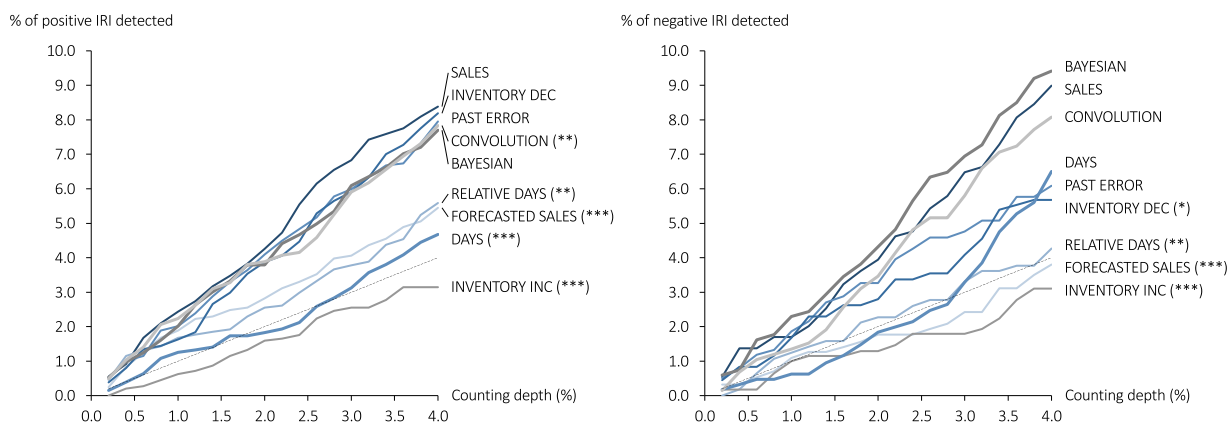 % of positive IRI detected
10.0
9.0
8.0
7.0
6.0
5.0
4.0
3.0
2.0
1.0
0.0
0.0 0.5 1.0 1.5 2.0 2.5 3.0 3.5 4.0
SALES
INVENTORY DEC
PAST ERROR
CONVOLUTION (**)
BAYESIAN
RELATIVE DAYS (**)
FORECASTED SALES (***)
DAYS (***)
INVENTORY INC (***)
Counting depth (%)
% of negative IRI detected
10.0
9.0
8.0
7.0
6.0
5.0
4.0
3.0
2.0
1.0
0.0
0.0 0.5 1.0 1.5 2.0 2.5 3.0 3.5 4.0
BAYESIAN
SALES
CONVOLUTION
DAYS
PAST ERROR
INVENTORY DEC (*)
RELATIVE DAYS (**)
FORECASTED SALES (***)
INVENTORY INC (***)
Counting depth (%)